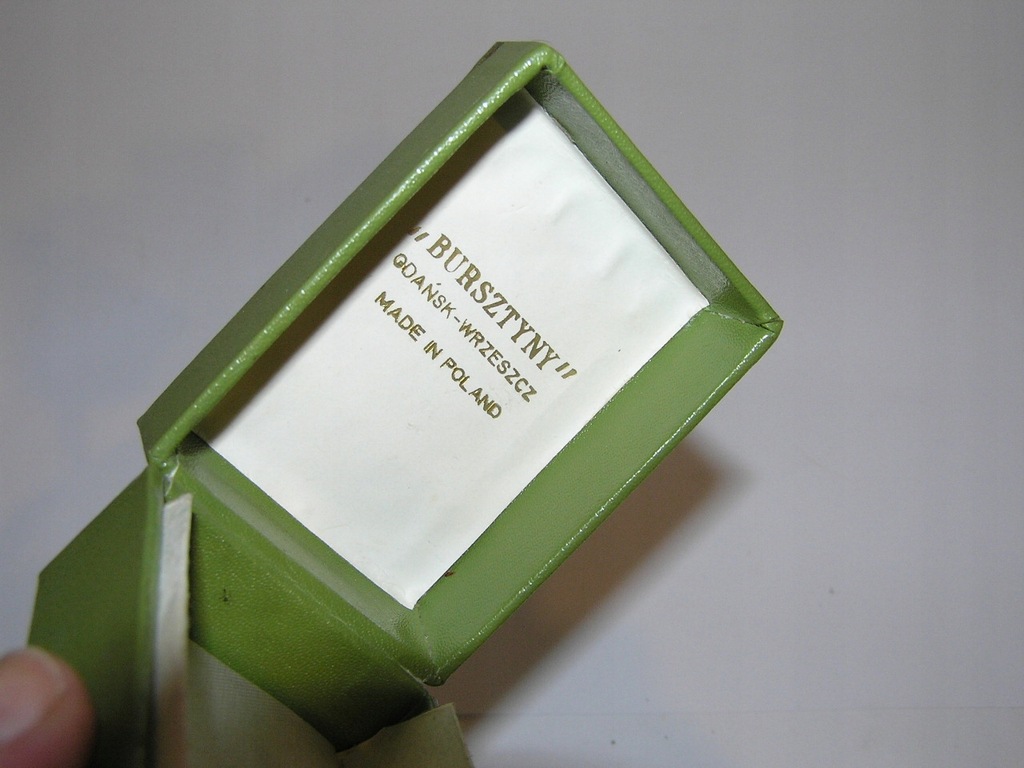 "BURSZTYNY"
GDAŃSK-WRZESZCZ
MADE IN POLAND